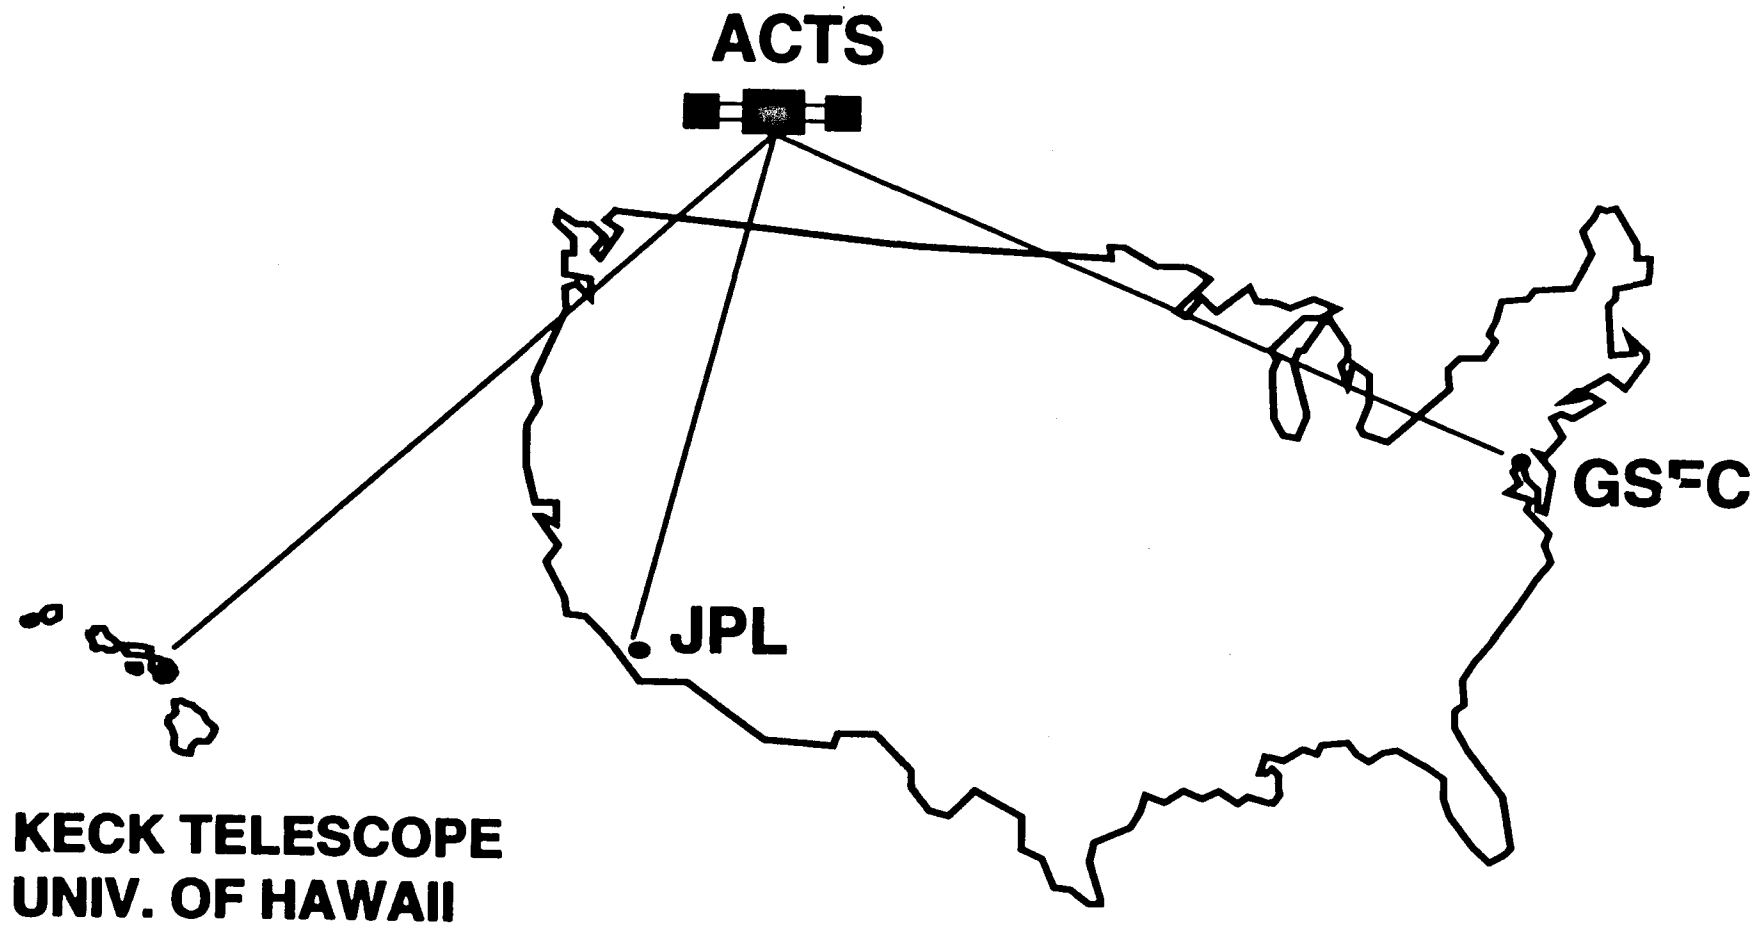 ACTS
GSFC
JPL
KECK TELESCOPE
UNIV. OF HAWAII